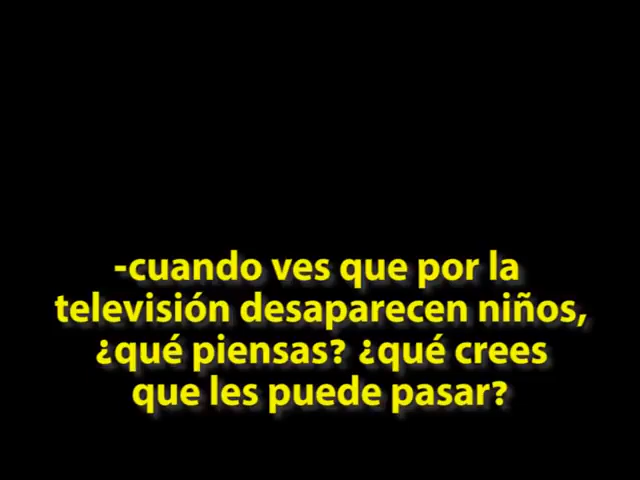 -cuando ves que por la
televisión desaparecen niños,
¿qué piensas? ¿qué crees
que les puede pasar?